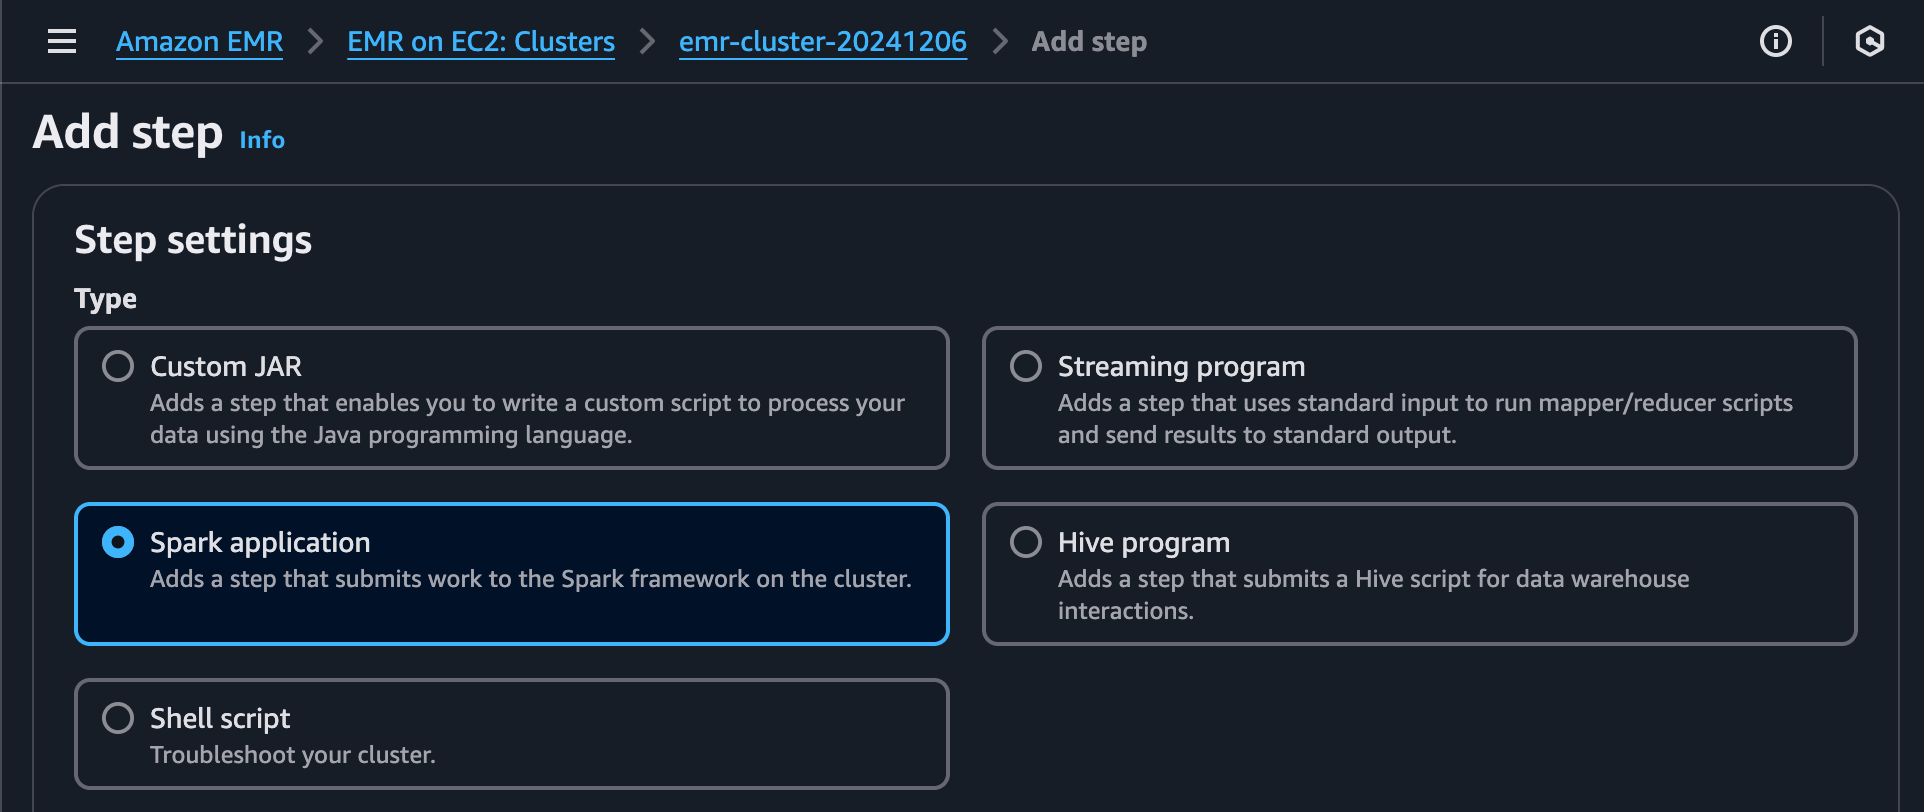 Amazon EMR > EMR on EC2: Clusters > emr-cluster-20241206 > Add step
Add step Info
Step settings
Type
Custom JAR
Adds a step that enables you to write a custom script to process your
data using the Java programming language.
Streaming program
Adds a step that uses standard input to run mapper/reducer scripts
and send results to standard output.
Spark application
Adds a step that submits work to the Spark framework on the cluster.
Hive program
Adds a step that submits a Hive script for data warehouse
interactions.
Shell script
Troubleshoot your cluster.